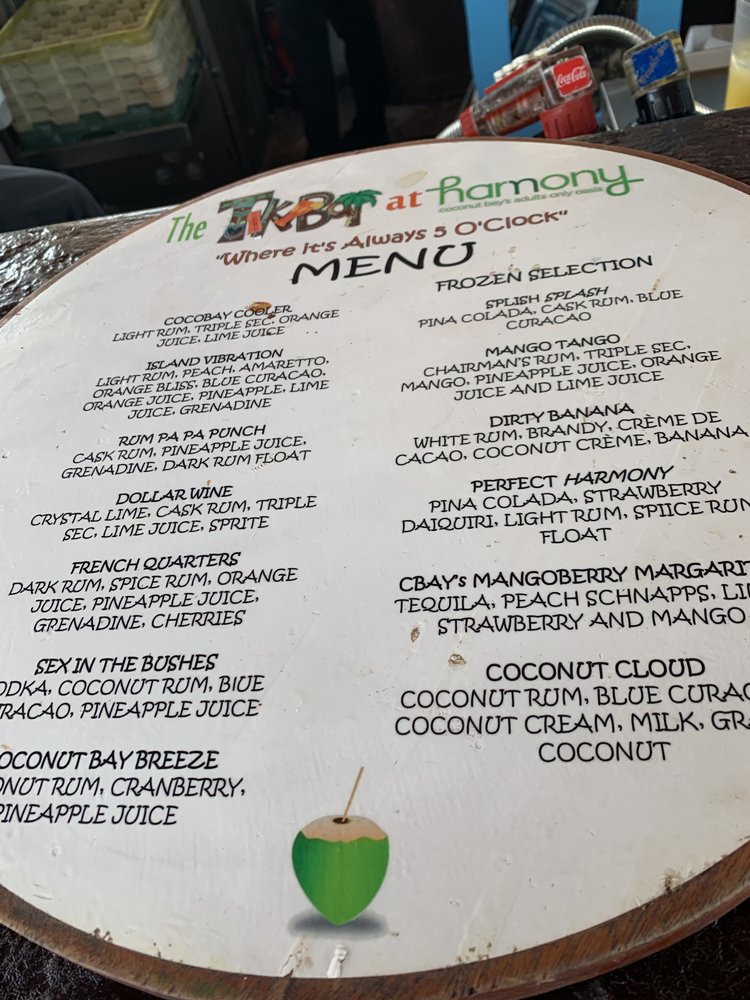 Coca-Cola
The TikiBar at harmony
coconut bay's adults only oasis
"Where it's Always 5 O'Clock"
MENU
COCOBAY COOLER
LIGHT RUM, TRIPLE SEC, ORANGE
JUICE, LIME JUICE
ISLAND VIBRATION
LIGHT RUM, PEACH, AMARETTO,
ORANGE BLISS, BLUE CURACAO,
ORANGE JUICE, PINEAPPLE, LIME
JUICE, GRENADINE
RUM PA PA PUNCH
CASK RUM, PINEAPPLE JUICE,
GRENADINE, DARK RUM FLOAT
DOLLAR WINE
CRYSTAL LIME, CASK RUM, TRIPLE
SEC, LIME JUICE, SPRITE
FRENCH QUARTERS
DARK RUM, SPICE RUM, ORANGE
JUICE, PINEAPPLE JUICE,
GRENADINE, CHERRIES
SEX IN THE BUSHES
ODKA, COCONUT RUM, BlUE
RACAO, PINEAPPLE JUICE
OCONUT BAY BREEZE
ONUT RUM, CRANBERRY,
PINEAPPLE JUICE
FROZEN SELECTION
SPLISH SPLASH
PINA COLADA, CASK RUM, BLUE
CURACAO
MANGO TANGO
CHAIRMAN'S RUM, TRIPLE SEC,
MANGO, PINEAPPLE JUICE, ORANGE
JUICE AND LIME JUICE
DIRTY BANANA
WHITE RUM, BRANDY, CRÈME DE
CACAO, COCONUT CRÈME, BANANA
PERFECT HARMONY
PINA COLADA, STRAWBERRY
DAIQUIRI, LIGHT RUM, SPIICE RUM
FLOAT
CBAY's MANGOBERRY MARGARIT
TEQUILA, PEACH SCHNAPPS, LI
STRAWBERRY AND MANGO
COCONUT CLOUD
COCONUT RUM, BLUE CURAC
COCONUT CREAM, MILK, GRA
COCONUT